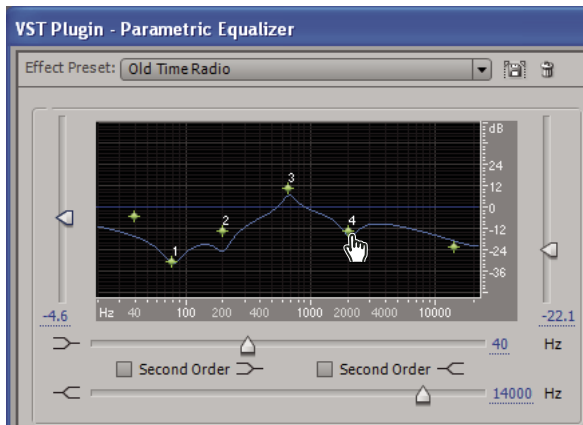 VST Plugin - Parametric Equalizer
Effect Preset: Old Time Radio
dB
24
12
0
-12
-24
-36
1
2
3
4
Hz 40 100 200 400 1000 2000 4000 10000
-4.6
-22.1
40 Hz
Second Order
Second Order
14000 Hz